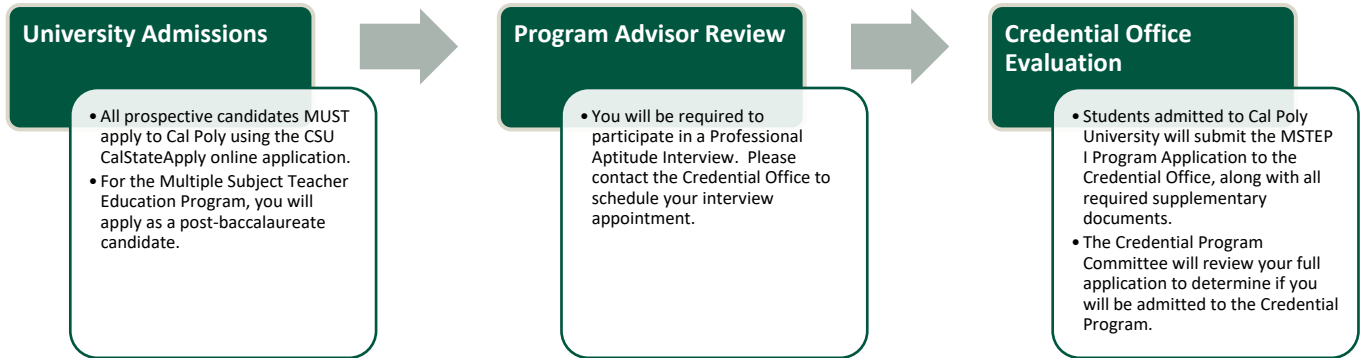 University Admissions
• All prospective candidates MUST
apply to Cal Poly using the CSU
CalStateApply online application.
• For the Multiple Subject Teacher
Education Program, you will
apply as a post-baccalaureate
candidate.
Program Advisor Review
• You will be required to
participate in a Professional
Aptitude Interview.  Please
contact the Credential Office to
schedule your interview
appointment.
Credential Office
Evaluation
• Students admitted to Cal Poly
University will submit the MSTEP
I Program Application to the
Credential Office, along with all
required supplementary
documents.
• The Credential Program
Committee will review your full
application to determine if you
will be admitted to the Credential
Program.